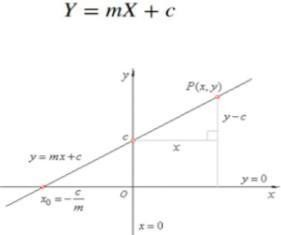 Y = mX + c
y
P(x, y)
y−c
c
x
y = mx+c
y=0
x₀=−c/m
O
x
x=0